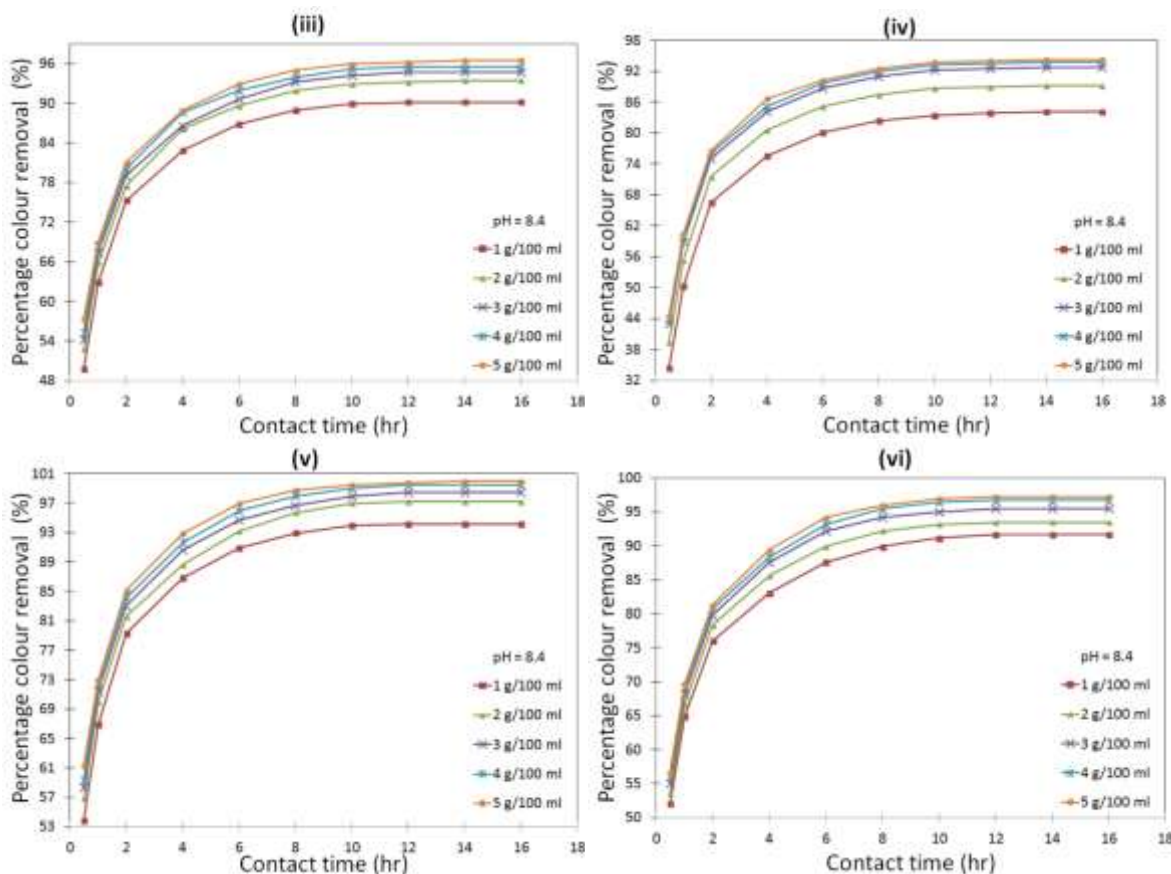 (iii)
Percentage colour removal (%)
96
90
84
78
72
66
60
54
48
0 2 4 6 8 10 12 14 16 18
Contact time (hr)
pH = 8.4
1 g/100 ml
2 g/100 ml
3 g/100 ml
4 g/100 ml
5 g/100 ml
(iv)
Percentage colour removal (%)
98
92
86
80
74
68
62
56
50
44
38
32
0 2 4 6 8 10 12 14 16 18
Contact time (hr)
pH = 8.4
1 g/100 ml
2 g/100 ml
3 g/100 ml
4 g/100 ml
5 g/100 ml
(v)
Percentage colour removal (%)
101
97
93
89
85
81
77
73
69
65
61
57
53
0 2 4 6 8 10 12 14 16 18
Contact time (hr)
pH = 8.4
1 g/100 ml
2 g/100 ml
3 g/100 ml
4 g/100 ml
5 g/100 ml
(vi)
Percentage colour removal (%)
100
95
90
85
80
75
70
65
60
55
50
0 2 4 6 8 10 12 14 16 18
Contact time (hr)
pH = 8.4
1 g/100 ml
2 g/100 ml
3 g/100 ml
4 g/100 ml
5 g/100 ml